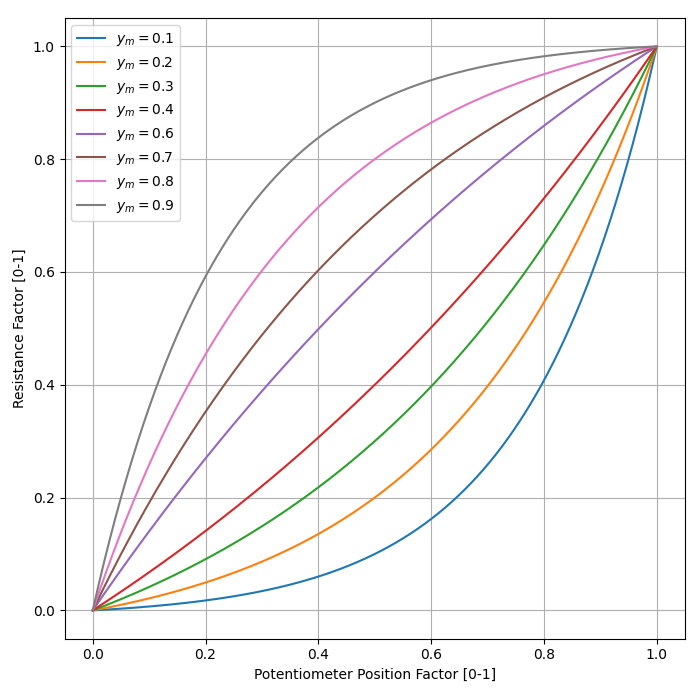 y_m = 0.1
y_m = 0.2
y_m = 0.3
y_m = 0.4
y_m = 0.6
y_m = 0.7
y_m = 0.8
y_m = 0.9
1.0
0.8
0.6
0.4
0.2
0.0
Resistance Factor [0-1]
0.0 0.2 0.4 0.6 0.8 1.0
Potentiometer Position Factor [0-1]